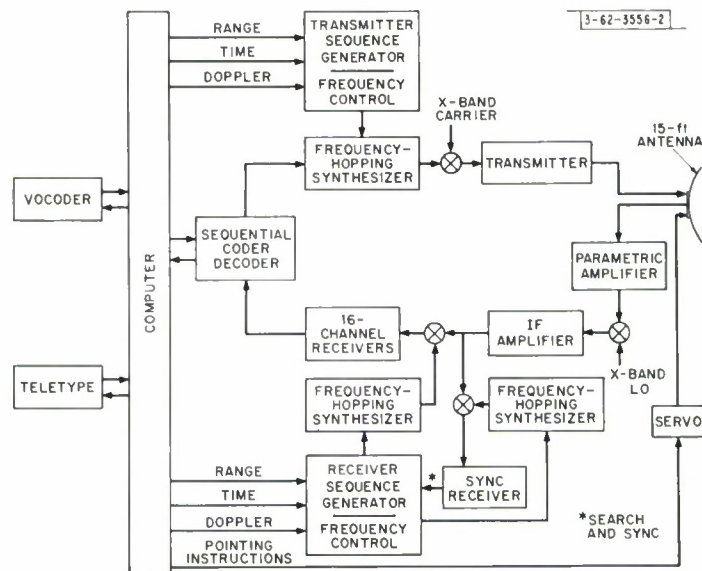 3-62-3556-2
RANGE
TIME
DOPPLER
TRANSMITTER
SEQUENCE
GENERATOR
FREQUENCY
CONTROL
X-BAND
CARRIER
15-ft
ANTENNA
FREQUENCY-
HOPPING
SYNTHESIZER
TRANSMITTER
VOCODER
COMPUTER
SEQUENTIAL
CODER
DECODER
PARAMETRIC
AMPLIFIER
16-
CHANNEL
RECEIVERS
IF
AMPLIFIER
X-BAND
LO
TELETYPE
FREQUENCY-
HOPPING
SYNTHESIZER
FREQUENCY-
HOPPING
SYNTHESIZER
SERVO
RANGE
TIME
DOPPLER
POINTING
INSTRUCTIONS
RECEIVER
SEQUENCE
GENERATOR
FREQUENCY
CONTROL
*
SYNC
RECEIVER
*SEARCH
AND SYNC